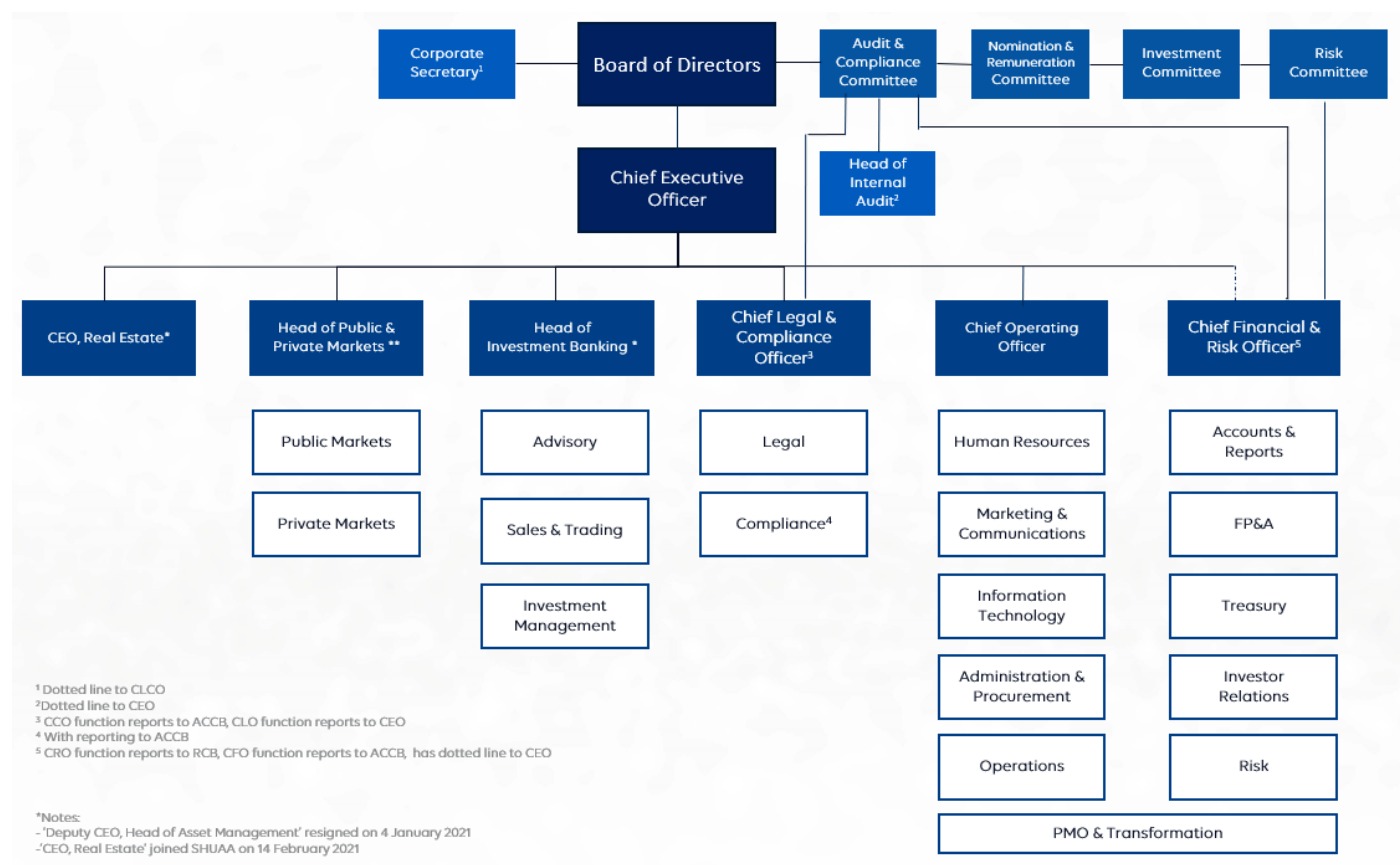 Corporate
Secretary¹
Board of Directors
Audit &
Compliance
Committee
Nomination &
Remuneration
Committee
Investment
Committee
Risk
Committee
Head of
Internal
Audit²
Chief Executive
Officer
CEO, Real Estate*
Head of Public &
Private Markets **
Head of
Investment Banking *
Chief Legal &
Compliance
Officer³
Chief Operating
Officer
Chief Financial &
Risk Officer⁵
Public Markets
Private Markets
Advisory
Sales & Trading
Investment
Management
Legal
Compliance⁴
Human Resources
Marketing &
Communications
Information
Technology
Administration &
Procurement
Operations
Accounts &
Reports
FP&A
Treasury
Investor
Relations
Risk
PMO & Transformation
¹ Dotted line to CLCO
²Dotted line to CEO
³ CCO function reports to ACCB, CLO function reports to CEO
⁴ With reporting to ACCB
⁵ CRO function reports to RCB, CFO function reports to ACCB, has dotted line to CEO
*Notes:
- 'Deputy CEO, Head of Asset Management' resigned on 4 January 2021
-'CEO, Real Estate' joined SHUAA on 14 February 2021